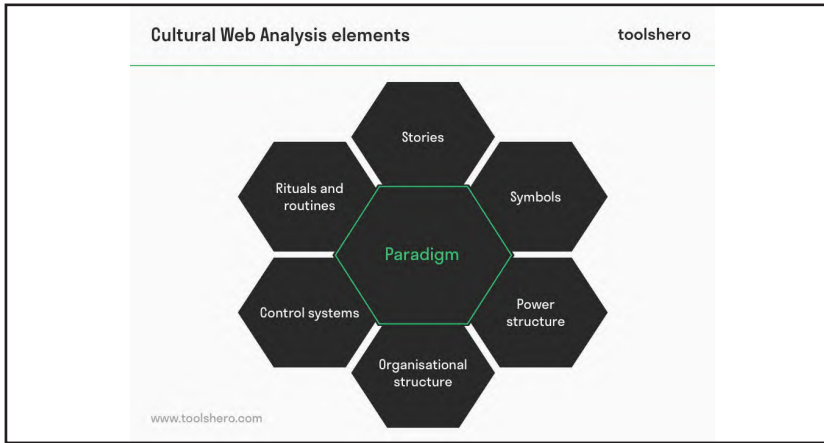 Cultural Web Analysis elements
toolshero
Stories
Rituals and
routines
Symbols
Paradigm
Control systems
Power
structure
Organisational
structure
www.toolshero.com